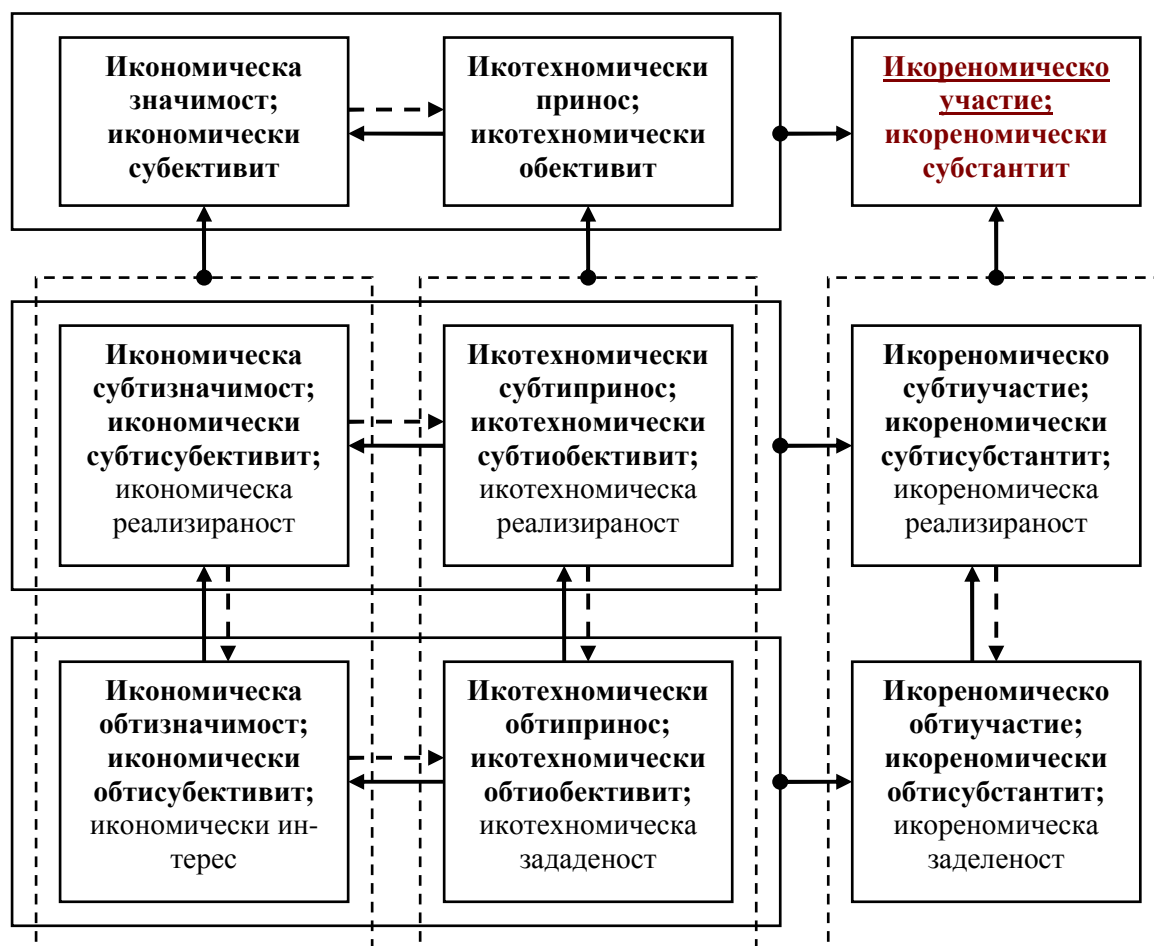 Икономическа
значимост;
икономически
субективит
Икотехномически
принос;
икотехномически
обективит
Икореномическо
участие;
икореномически
субстантит
Икономическа
субтизначимост;
икономически
субтисубективит;
икономическа
реализираност
Икотехномически
субтипринос;
икотехномически
субтиобективит;
икотехномическа
реализираност
Икореномическо
субтиучастие;
икореномически
субтисубстантит;
икореномическа
реализираност
Икономическа
обтизначимост;
икономически
обтисубективит;
икономически ин-
терес
Икотехномически
обтипринос;
икотехномически
обтиобективит;
икотехномическа
зададеност
Икореномическо
обтиучастие;
икореномически
обтисубстантит;
икореномическа
заделеност